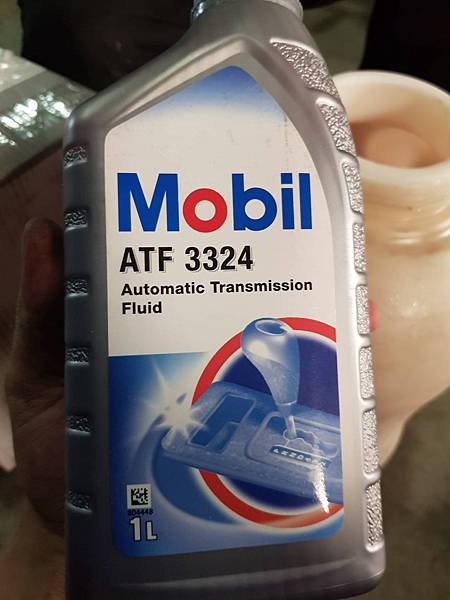 Mobil
ATF 3324
Automatic Transmission
Fluid
1L